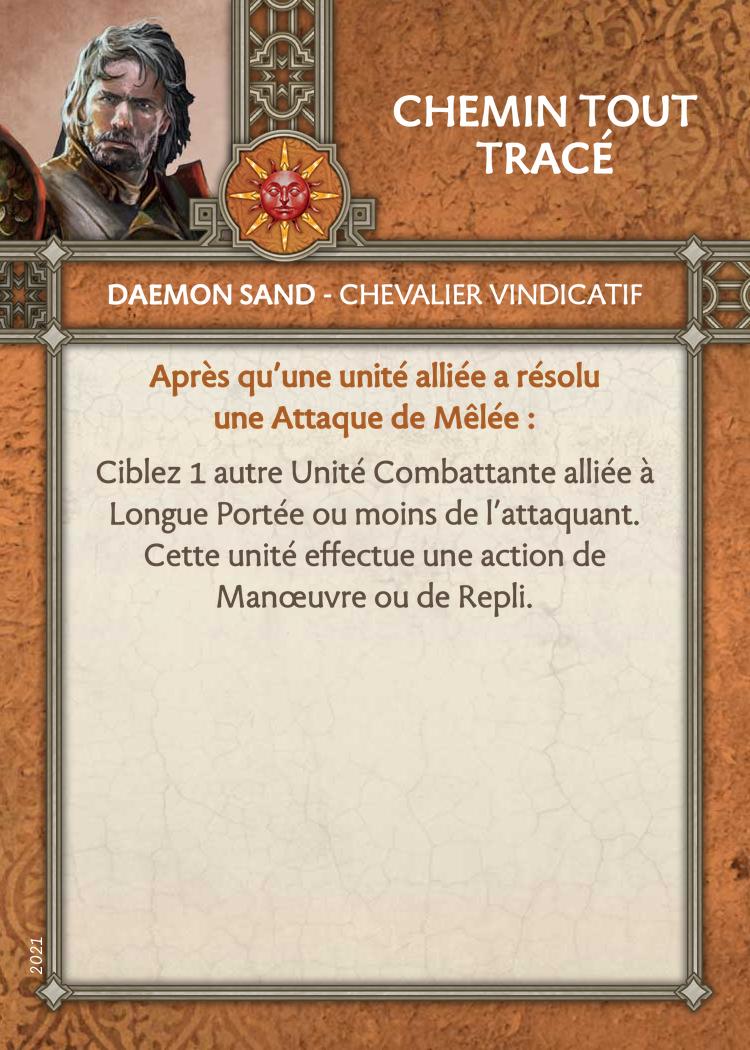 CHEMIN TOUT
TRACÉ
DAEMON SAND - CHEVALIER VINDICATIF
Après qu'une unité alliée a résolu
une Attaque de Mêlée :
Ciblez 1 autre Unité Combattante alliée à
Longue Portée ou moins de l'attaquant.
Cette unité effectue une action de
Manœuvre ou de Repli.
2021